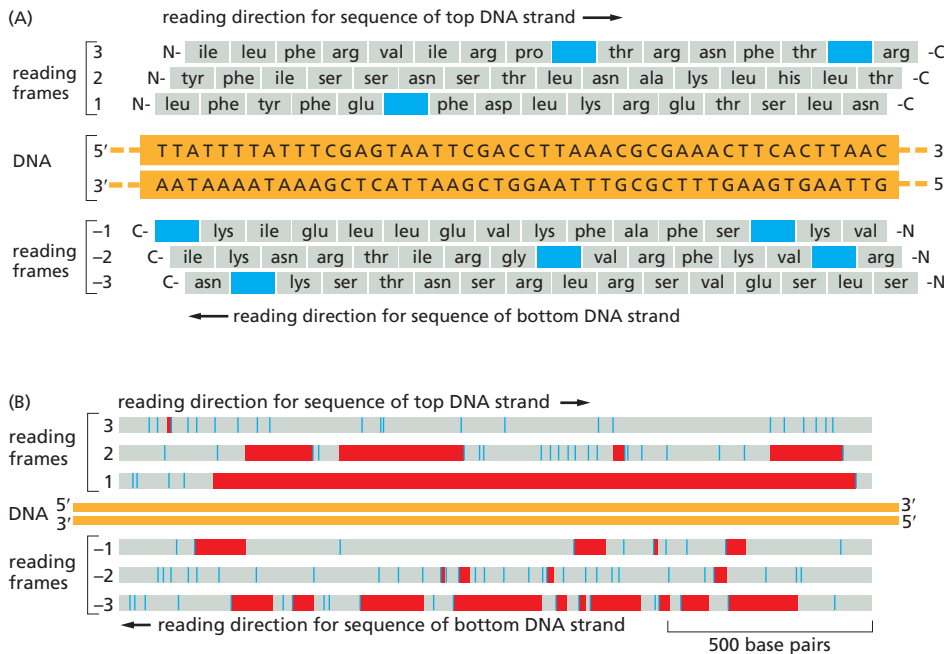 (A) reading direction for sequence of top DNA strand
reading frames
3 N- ile leu phe arg val ile arg pro thr arg asn phe thr arg -C
2 N- tyr phe ile ser ser asn ser thr leu asn ala lys leu his leu thr -C
1 N- leu phe tyr phe glu phe asp leu lys arg glu thr ser leu asn -C
DNA
5′ TTATTTTATTTCGAGTAATTCGACCTTAAACGCGAAACTTCACTTAAC 3
3′ AATAAAATAAAGCTCATTAAGCTGGAATTTGCGCTTTGAAGTGAATTG 5
reading frames
–1 C- lys ile glu leu leu glu val lys phe ala phe ser lys val -N
–2 C- ile lys asn arg thr ile arg gly val arg phe lys val arg -N
–3 C- asn lys ser thr asn ser arg leu arg ser val glu ser leu ser -N
reading direction for sequence of bottom DNA strand
(B) reading direction for sequence of top DNA strand
reading frames
3
2
1
DNA
5′ 3′
3′ 5′
reading frames
–1
–2
–3
reading direction for sequence of bottom DNA strand
500 base pairs